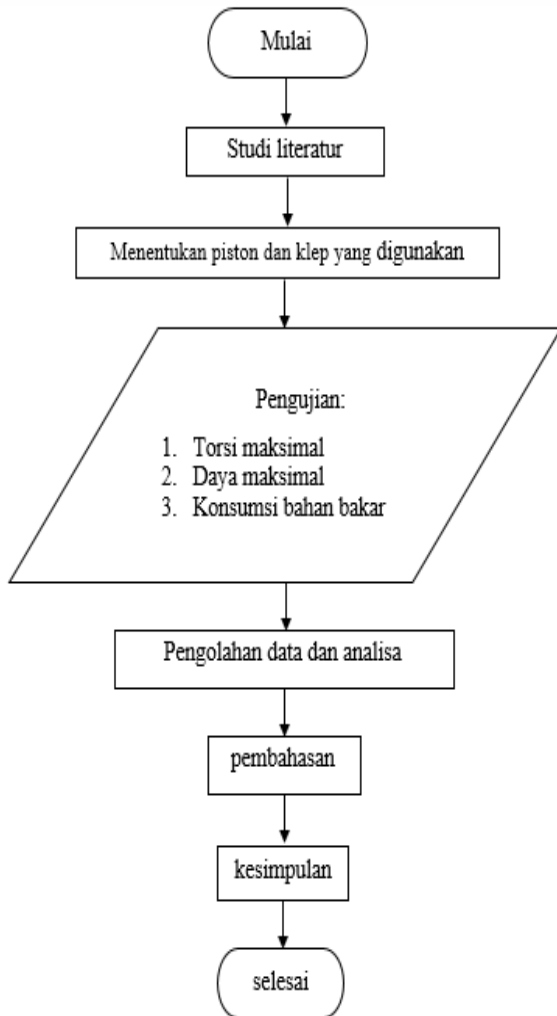 Mulai
Studi literatur
Menentukan piston dan klep yang digunakan
Pengujian:
1. Torsi maksimal
2. Daya maksimal
3. Konsumsi bahan bakar
Pengolahan data dan analisa
pembahasan
kesimpulan
selesai